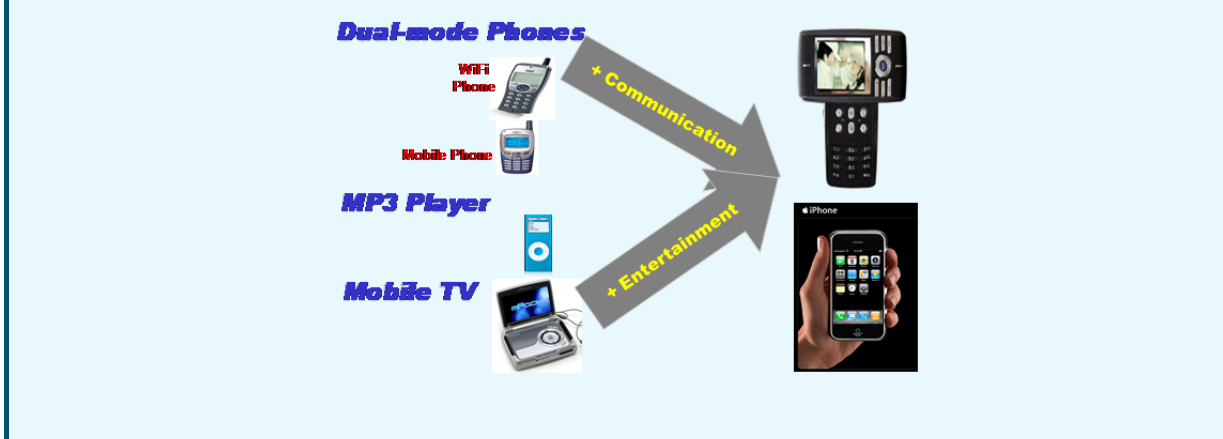 Dual-mode Phones
WiFi
Phone
+ Communication
Mobile Phone
MP3 Player
+ Entertainment
Mobile TV
iPhone